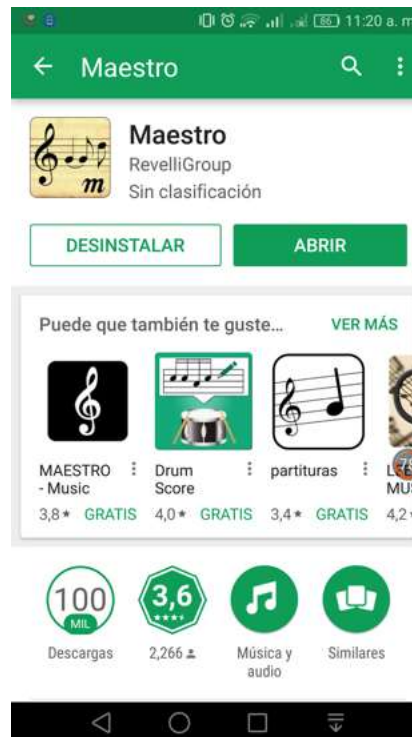 86 11:20 a. m
Maestro
m
Maestro
RevelliGroup
Sin clasificación
DESINSTALAR
ABRIR
Puede que también te guste...
VER MÁS
MAESTRO
- Music
3,8★ GRATIS
Drum
Score
4,0★ GRATIS
partituras
3,4★ GRATIS
MU
4,2
100
MIL
Descargas
3,6
2,266
Música y
audio
Similares